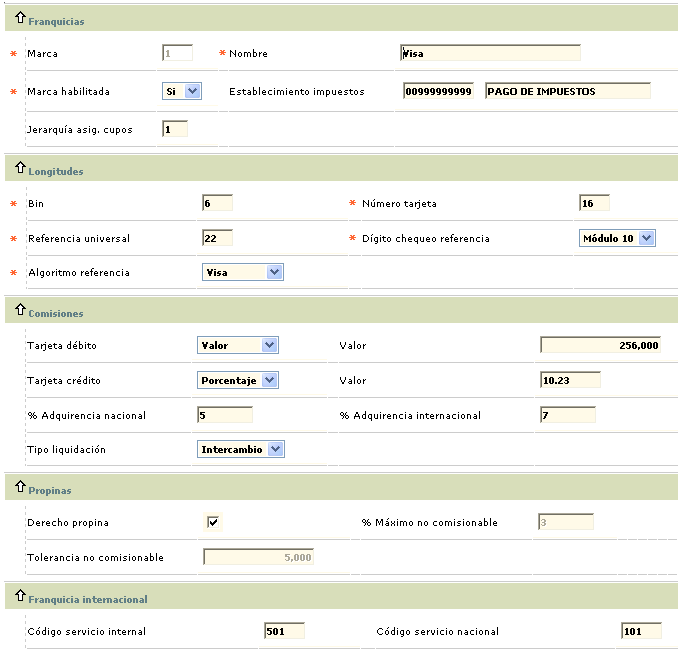 Franquicias
* Marca 1 * Nombre Visa
* Marca habilitada Si Establecimiento impuestos 00999999999 PAGO DE IMPUESTOS
Jerarquía asig. cupos 1
Longitudes
* Bin 6 * Número tarjeta 16
* Referencia universal 22 * Dígito chequeo referencia Módulo 10
* Algoritmo referencia Visa
Comisiones
Tarjeta débito Valor Valor 256,000
Tarjeta crédito Porcentaje Valor 10.23
% Adquirencia nacional 5 % Adquirencia internacional 7
Tipo liquidación Intercambio
Propinas
Derecho propina % Máximo no comisionable 3
Tolerancia no comisionable 5,000
Franquicia internacional
Código servicio internal 501 Código servicio nacional 101